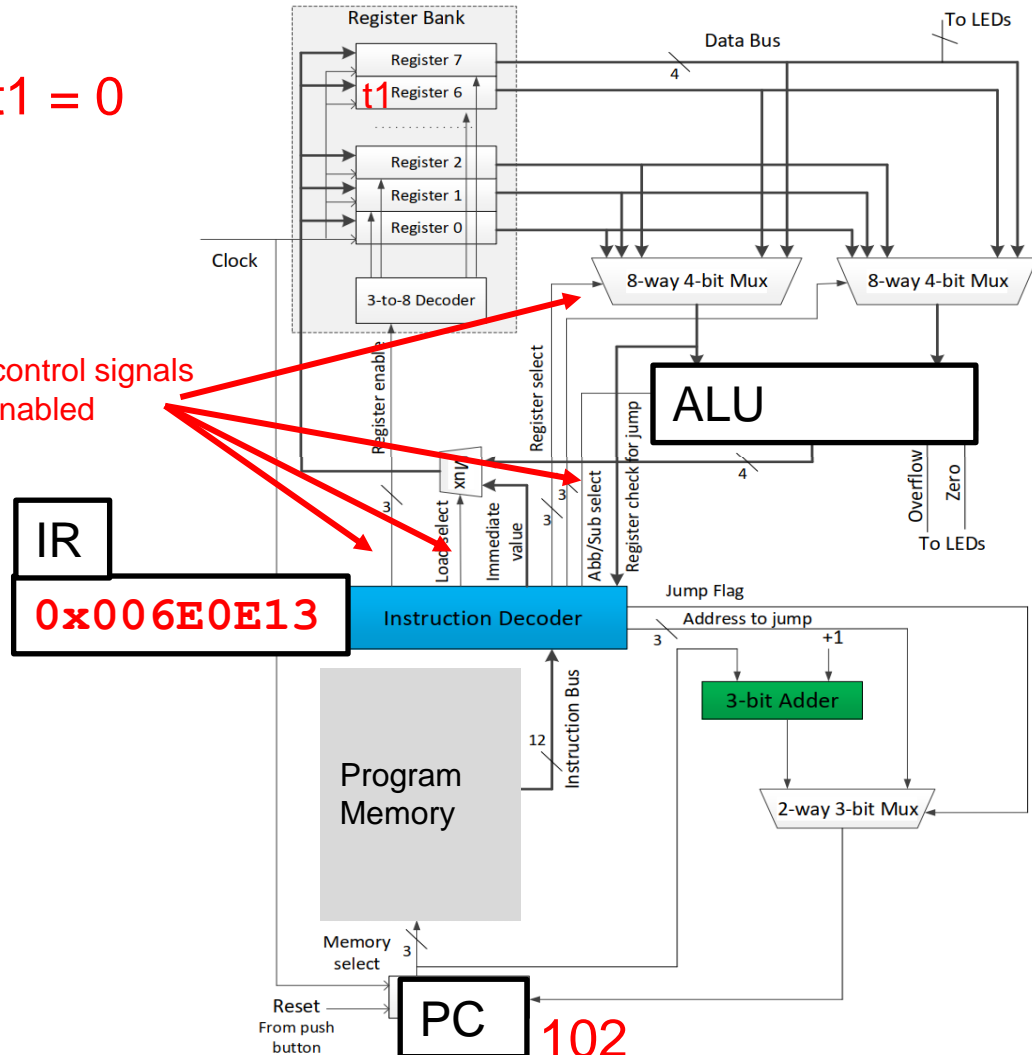 Register Bank
To LEDs
Data Bus
4
t1 = 0
Register 7
t1
Register 6
............
Register 2
Register 1
Register 0
Clock
3-to-8 Decoder
8-way 4-bit Mux
8-way 4-bit Mux
control signals
nabled
Register enable
3
Load select
Mux
Immediate
value
Register select
3
3
Abb/Sub select
Register check for jump
ALU
4
Overflow
Zero
To LEDs
IR
0x006E0E13
Instruction Decoder
Jump Flag
Address to jump
3
+1
3-bit Adder
12
Instruction Bus
Program
Memory
2-way 3-bit Mux
Memory
select
3
Reset
From push
button
PC
102